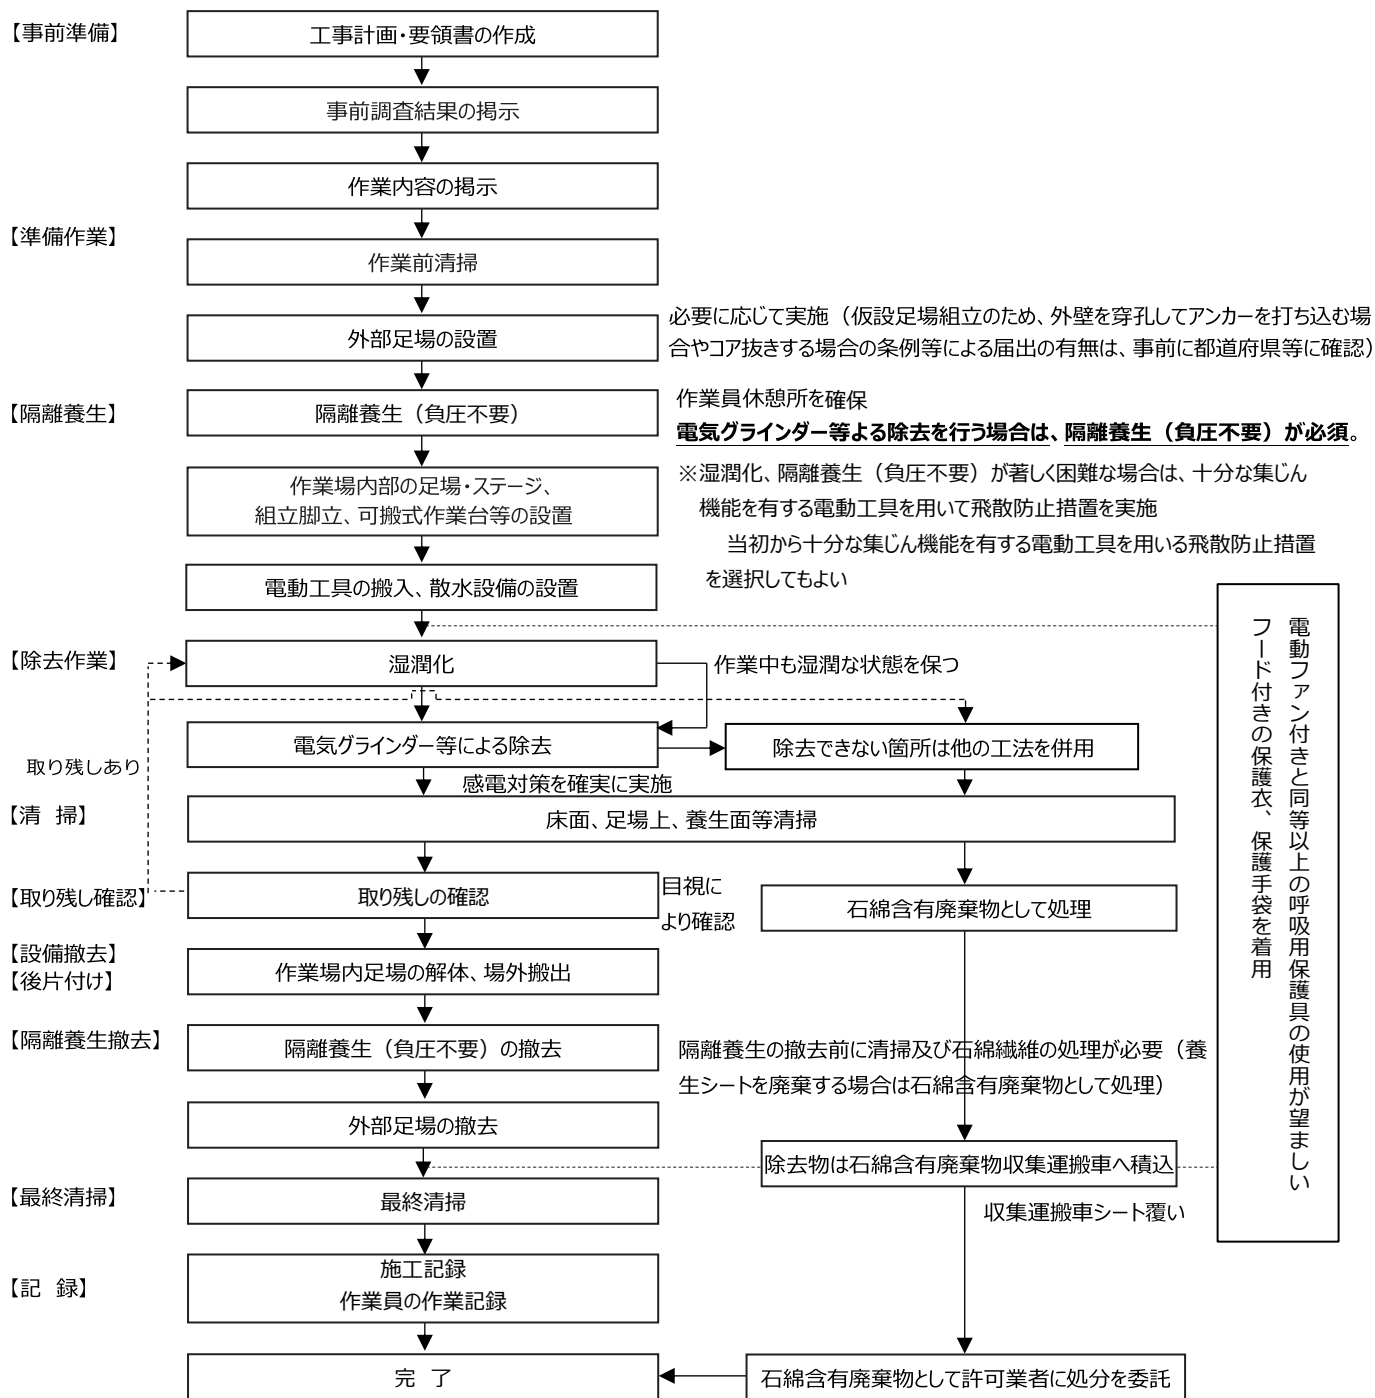 【事前準備】
工事計画・要領書の作成
事前調査結果の掲示
作業内容の掲示
【準備作業】
作業前清掃
外部足場の設置
必要に応じて実施（仮設足場組立のため、外壁を穿孔してアンカーを打ち込む場
合やコア抜きする場合の条例等による届出の有無は、事前に都道府県等に確認）
【隔離養生】
隔離養生（負圧不要）
作業員休憩所を確保
電気グラインダー等よる除去を行う場合は、隔離養生（負圧不要）が必須。
※湿潤化、隔離養生（負圧不要）が著しく困難な場合は、十分な集じん
機能を有する電動工具を用いて飛散防止措置を実施
当初から十分な集じん機能を有する電動工具を用いる飛散防止措置
を選択してもよい
作業場内部の足場・ステージ、
組立脚立、可搬式作業台等の設置
電動工具の搬入、散水設備の設置
【除去作業】
湿潤化
作業中も湿潤な状態を保つ
電気グラインダー等による除去
除去できない箇所は他の工法を併用
取り残しあり
感電対策を確実に実施
【清　掃】
床面、足場上、養生面等清掃
【取り残し確認】
取り残しの確認
目視に
より確認
石綿含有廃棄物として処理
【設備撤去】
【後片付け】
作業場内足場の解体、場外搬出
【隔離養生撤去】
隔離養生（負圧不要）の撤去
隔離養生の撤去前に清掃及び石綿繊維の処理が必要（養
生シートを廃棄する場合は石綿含有廃棄物として処理）
外部足場の撤去
除去物は石綿含有廃棄物収集運搬車へ積込
収集運搬車シート覆い
【最終清掃】
最終清掃
【記　録】
施工記録
作業員の作業記録
完　了
石綿含有廃棄物として許可業者に処分を委託
電動ファン付きと同等以上の呼吸用保護具の使用が望ましい
フード付きの保護衣、保護手袋を着用